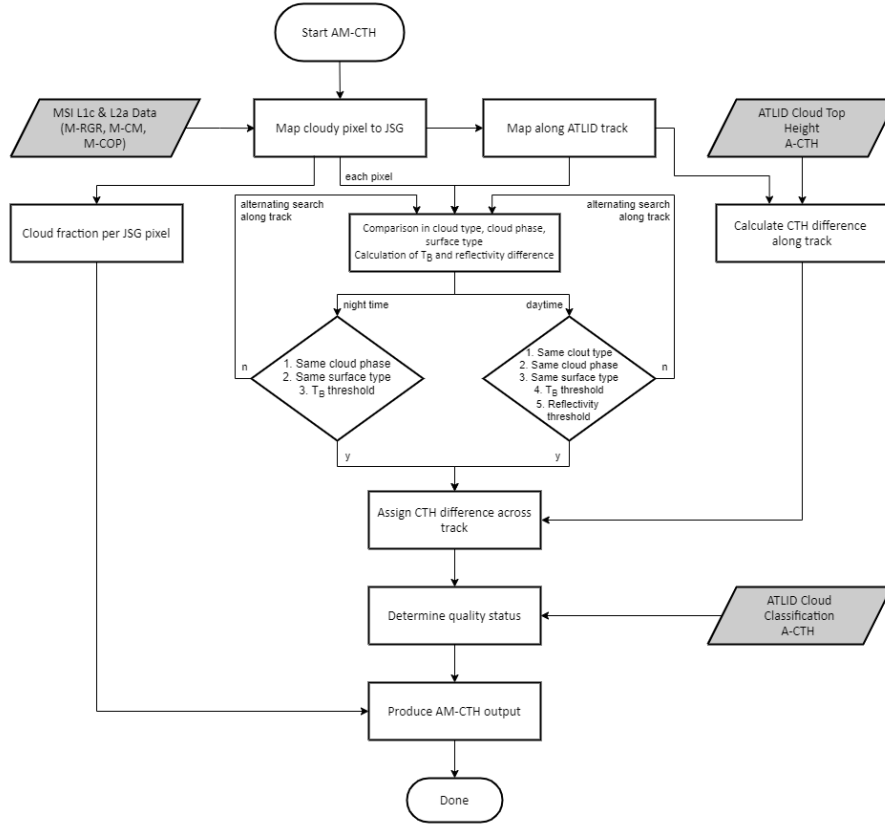 Start AM-CTH
MSI L1c & L2a Data
(M-RGR, M-CM,
M-COP)
Map cloudy pixel to JSG
Map along ATLID track
ATLID Cloud Top
Height
A-CTH
each pixel
alternating search
along track
alternating search
along track
Cloud fraction per JSG pixel
Comparison in cloud type, cloud phase,
surface type
Calculation of TB and reflectivity difference
Calculate CTH difference
along track
night time
daytime
n
1. Same cloud phase
2. Same surface type
3. TB threshold
1. Same clout type
2. Same cloud phase
3. Same surface type
4. TB threshold
5. Reflectivity
threshold
n
y
y
Assign CTH difference across
track
Determine quality status
ATLID Cloud
Classification
A-CTH
Produce AM-CTH output
Done